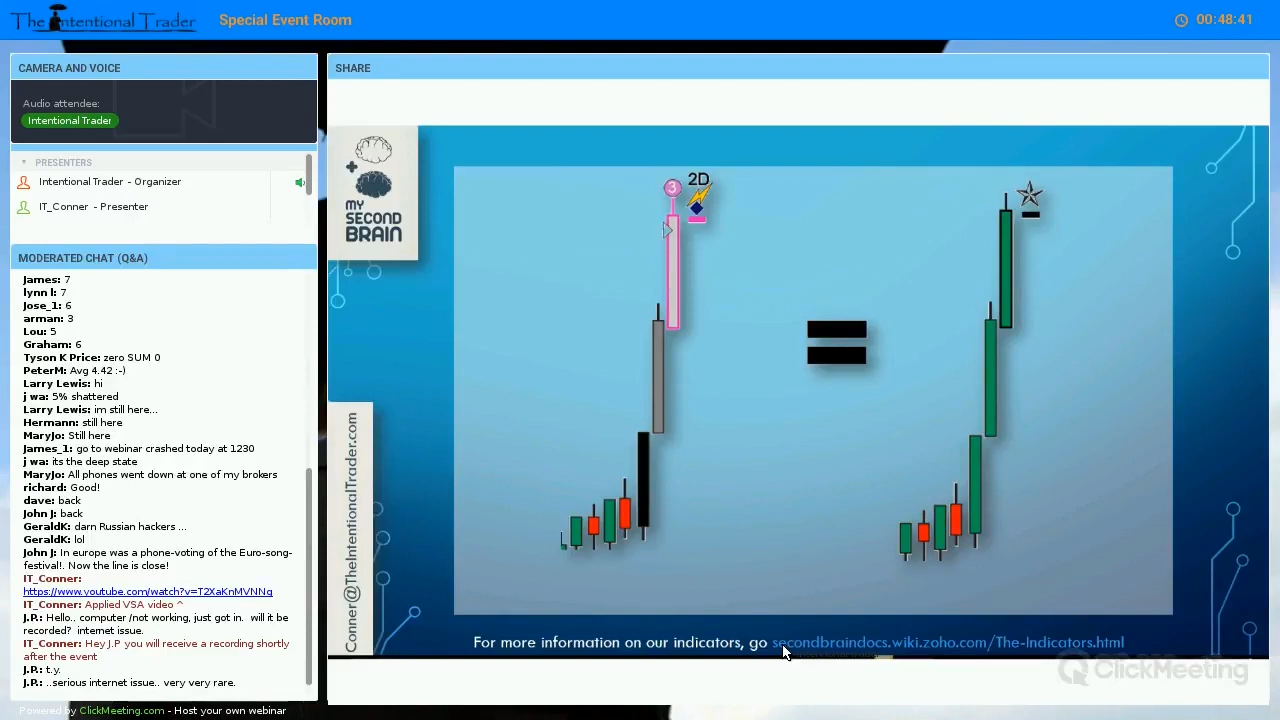 The Intentional Trader
Special Event Room
00:48:41
CAMERA AND VOICE
Audio attendee:
Intentional Trader
PRESENTERS
Intentional Trader - Organizer
IT_Conner - Presenter
MODERATED CHAT (Q&A)
James: 7
lynn l: 7
Jose_1: 6
arman: 3
Lou: 5
Graham: 6
Tyson K Price: zero SUM 0
PeterM: Avg 4.42 :-)
Larry Lewis: hi
j wa: 5% shattered
Larry Lewis: im still here...
Hermann: still here
MaryJo: Still here
James_1: go to webinar crashed today at 1230
j wa: its the deep state
MaryJo: All phones went down at one of my brokers
richard: Good!
dave: back
John J: back
GeraldK: darn Russian hackers ...
GeraldK: lol
John J: In europe was a phone-voting of the Euro-song-
festival!. Now the line is close!
IT_Conner:
https://www.youtube.com/watch?v=T2XaKnMVNNg
IT_Conner: Applied VSA video ^
J.P.: Hello.. computer /not working, just got in. will it be
recorded? internet issue.
IT_Conner: Hey J.P you will receive a recording shortly
after the event
J.P.: t.y.
J.P.: ..serious internet issue.. very very rare.
Powered by ClickMeeting.com - Host your own webinar
SHARE
MY
SECOND
BRAIN
Conner@TheIntentionalTrader.com
3
2D
For more information on our indicators, go secondbraindocs.wiki.zoho.com/The-Indicators.html
ClickMeeting